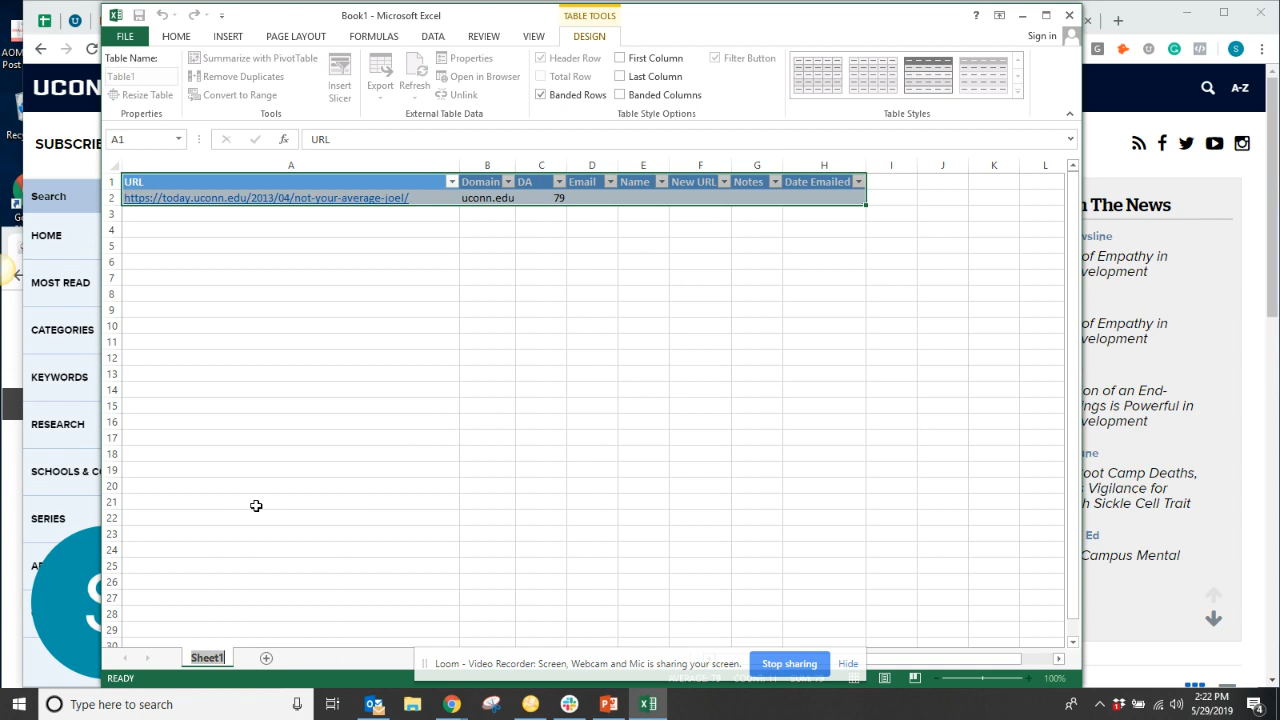 Book1 - Microsoft Excel
TABLE TOOLS
FILE
HOME
INSERT
PAGE LAYOUT
FORMULAS
DATA
REVIEW
VIEW
DESIGN
Sign in
Table Name:
Table1
Resize Table
Properties
Summarize with PivotTable
Remove Duplicates
Convert to Range
Tools
Insert
Slicer
Export
Refresh
Properties
Open in Browser
Unlink
External Table Data
Header Row
Total Row
Banded Rows
First Column
Last Column
Banded Columns
Filter Button
Table Style Options
Table Styles
A1
URL
A B C D E F G H I J K L
1 URL Domain DA Email Name New URL Notes Date Emailed
2 https://today.uconn.edu/2013/04/not-your-average-joel/ uconn.edu 79
3
4
5
6
7
8
9
10
11
12
13
14
15
16
17
18
19
20
21
22
23
24
25
26
27
28
29
30
Sheet1
Loom - Video Recorder: Screen, Webcam and Mic is sharing your screen.
Stop sharing
Hide
READY
100%
AOM
Post
Recy
UCON
SUBSCRIBE
Search
HOME
MOST READ
CATEGORIES
KEYWORDS
RESEARCH
SCHOOLS & CO
SERIES
A-Z
n The News
wsline
of Empathy in
velopment
of Empathy in
velopment
on of an End-
ngs is Powerful in
velopment
une
oot Camp Deaths,
s Vigilance for
h Sickle Cell Trait
Ed
Campus Mental
Type here to search
2:22 PM
5/29/2019